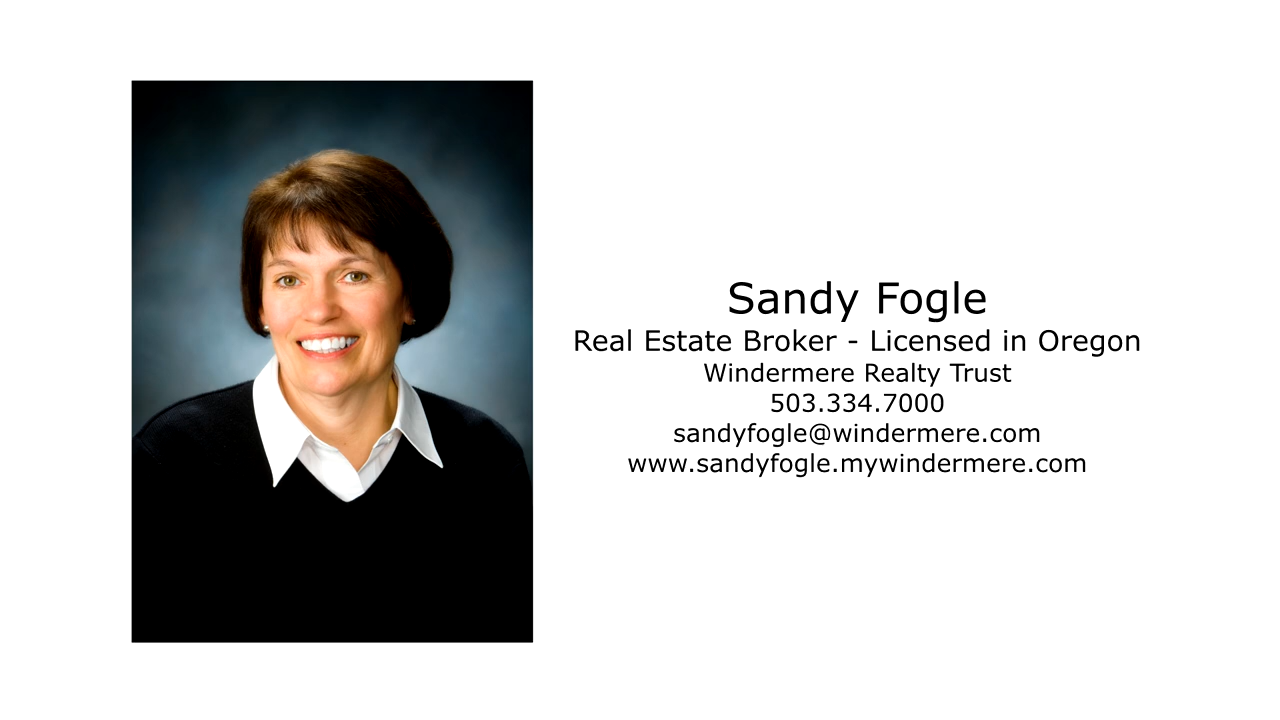 Sandy Fogle
Real Estate Broker - Licensed in Oregon
Windermere Realty Trust
503.334.7000
sandyfogle@windermere.com
www.sandyfogle.mywindermere.com